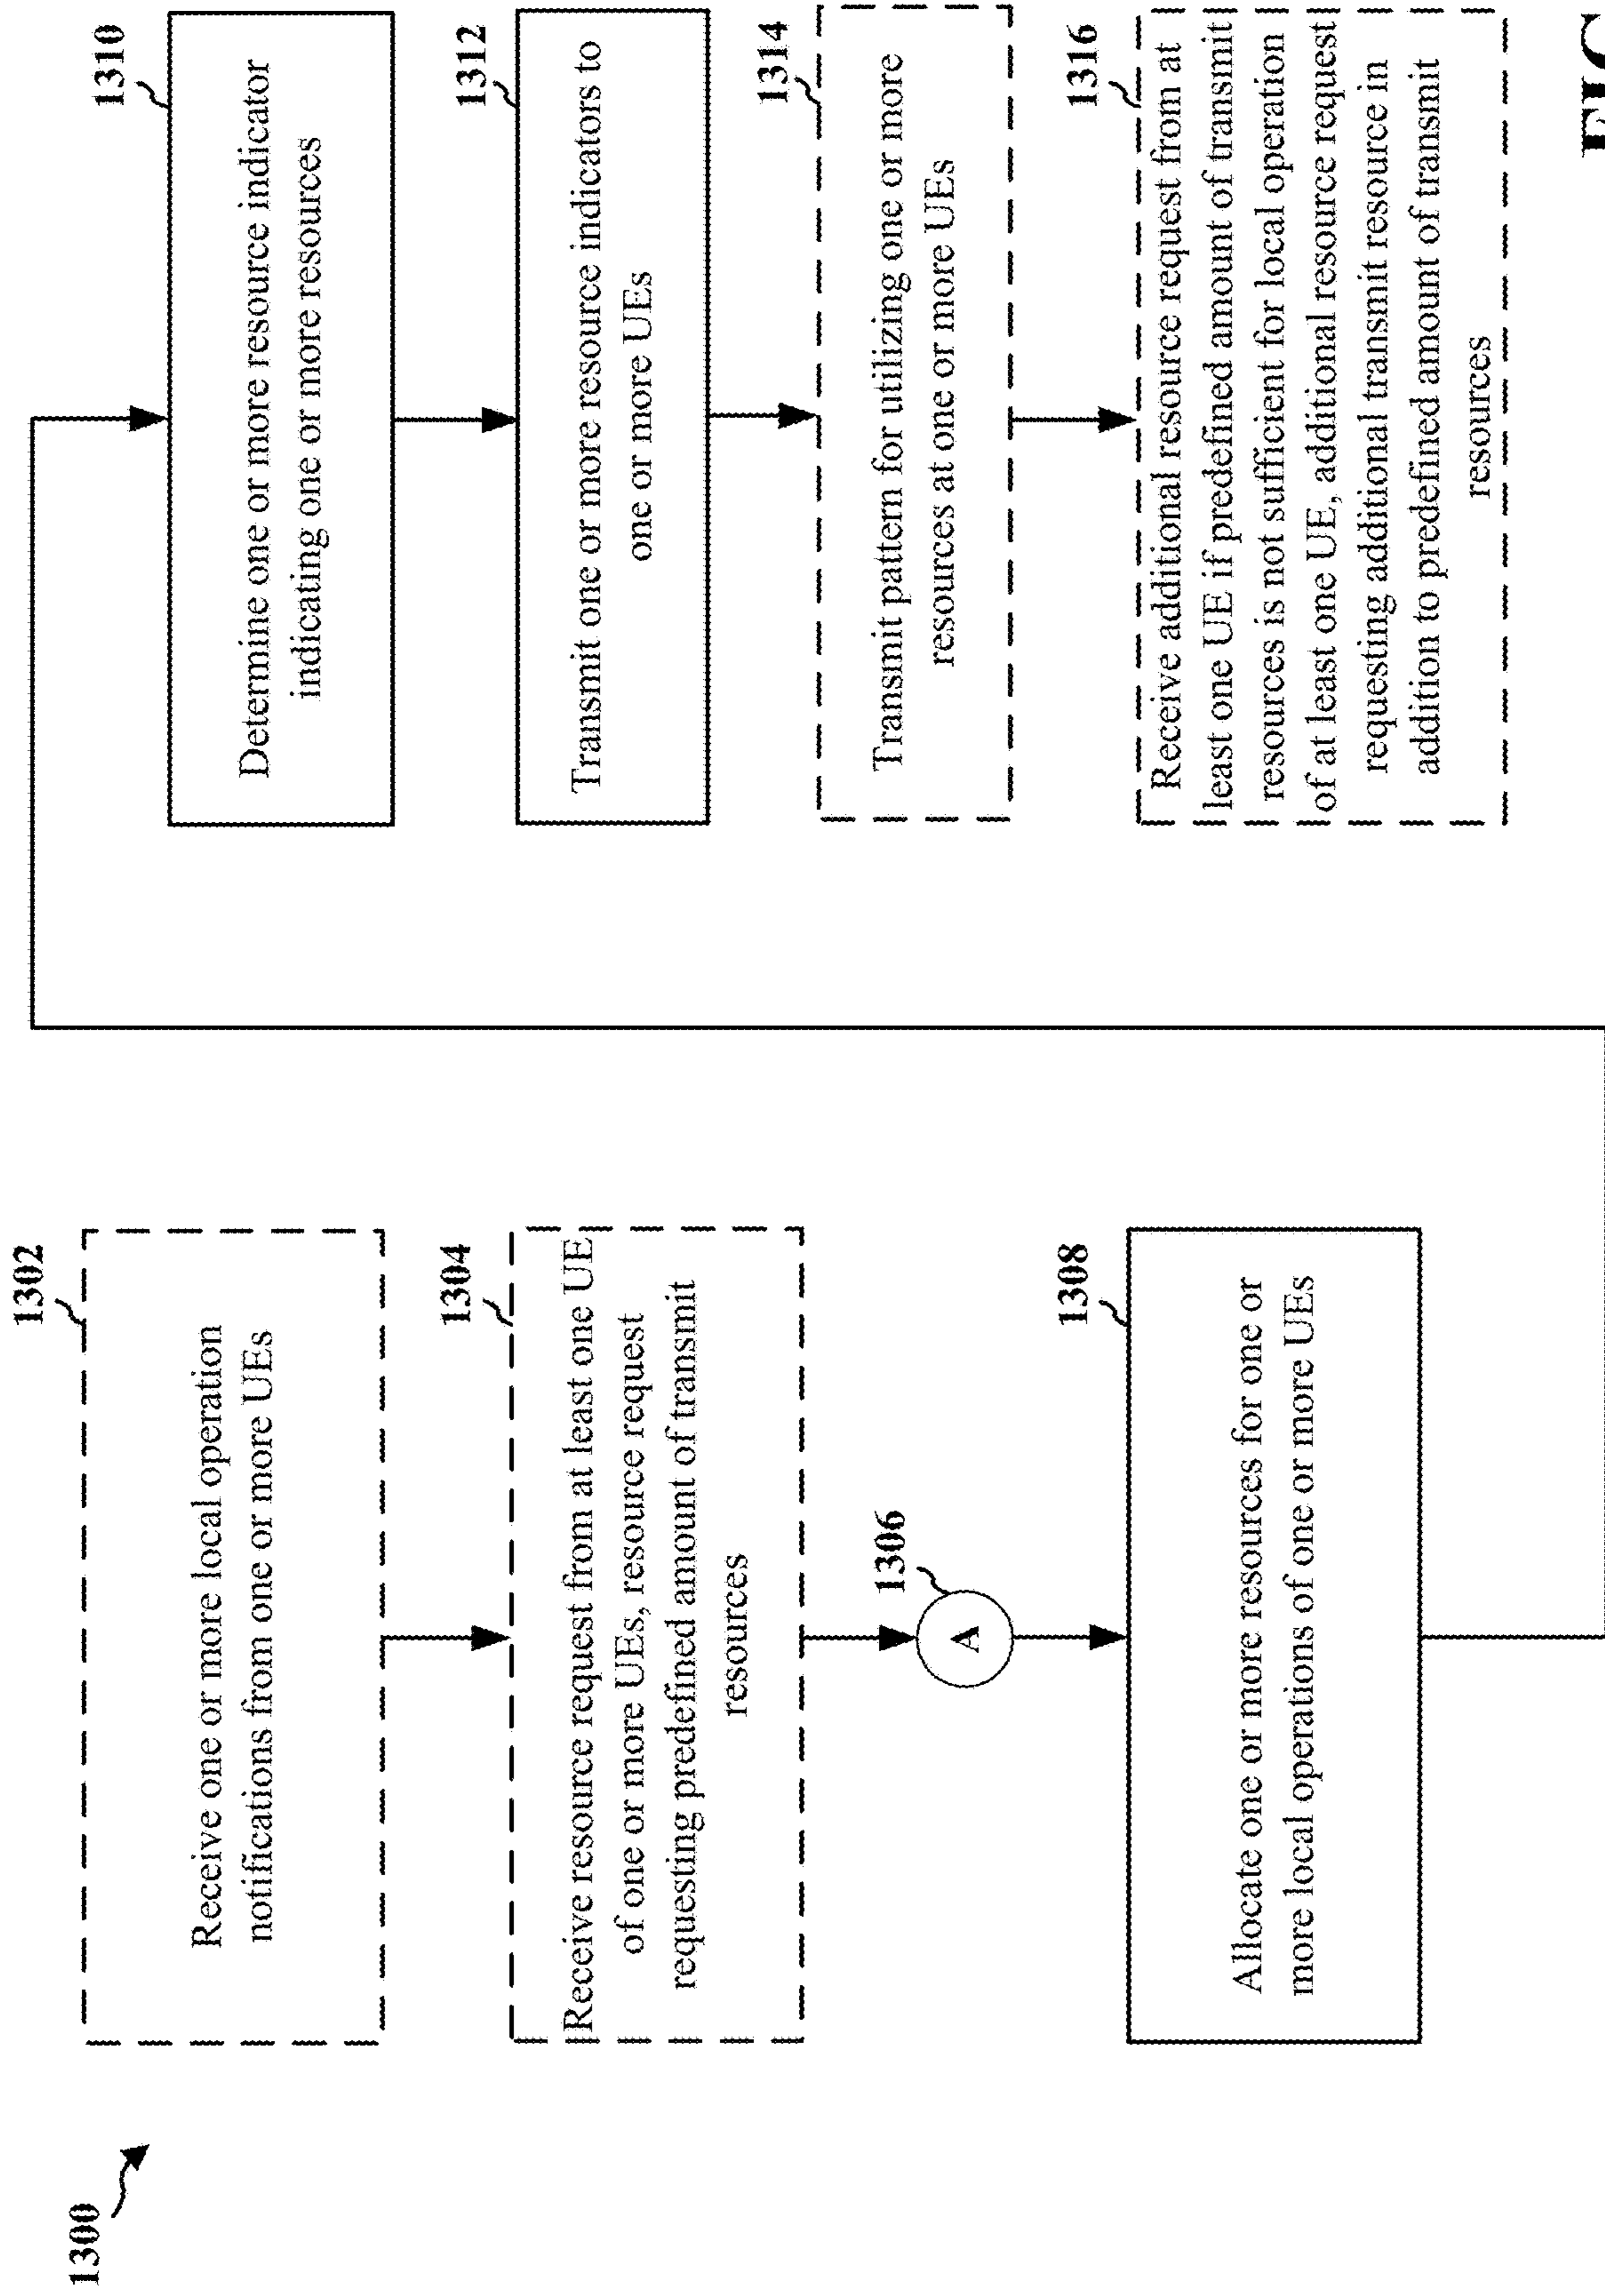 1300
1302
Receive one or more local operation
notifications from one or more UEs
1304
Receive resource request from at least one UE
of one or more UEs, resource request
requesting predefined amount of transmit
resources
1306
A
1308
Allocate one or more resources for one or
more local operations of one or more UEs
1310
Determine one or more resource indicator
indicating one or more resources
1312
Transmit one or more resource indicators to
one or more UEs
1314
Transmit pattern for utilizing one or more
resources at one or more UEs
1316
Receive additional resource request from at
least one UE if predefined amount of transmit
resources is not sufficient for local operation
of at least one UE, additional resource request
requesting additional transmit resource in
addition to predefined amount of transmit
resources